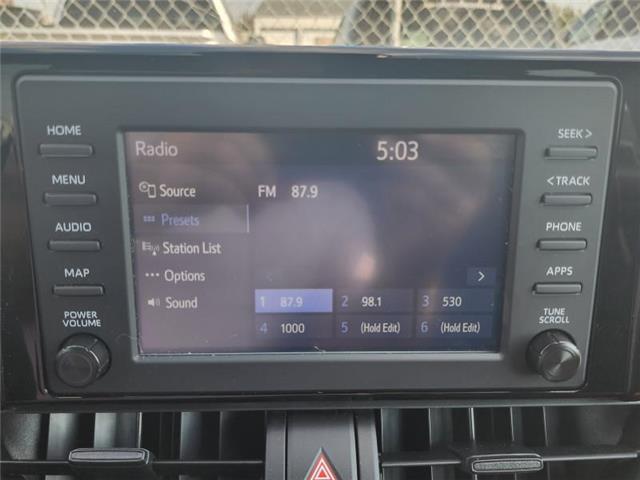 HOME
MENU
AUDIO
MAP
POWER
VOLUME
Radio
5:03
Source
Presets
Station List
Options
Sound
FM 87.9
1 87.9
2 98.1
3 530
4 1000
5 (Hold Edit)
6 (Hold Edit)
SEEK >
< TRACK
PHONE
APPS
TUNE
SCROLL